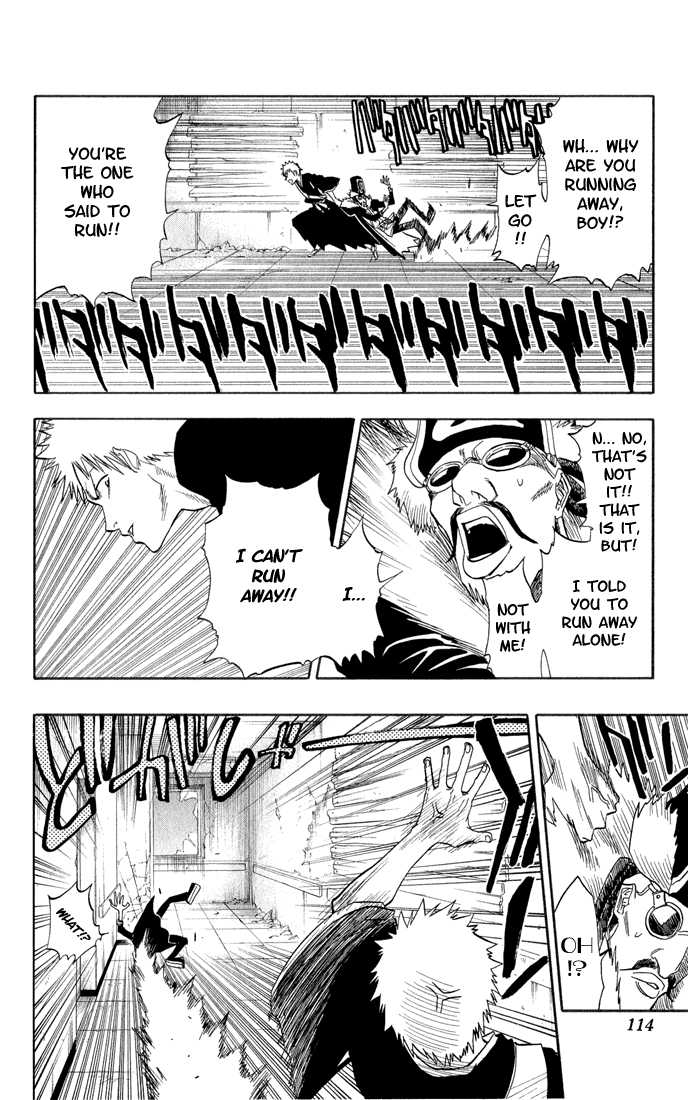 WH... WHY
ARE YOU
RUNNING
AWAY,
BOY!?
LET
GO
!!
YOU'RE
THE ONE
WHO
SAID TO
RUN!!
N... NO,
THAT'S
NOT
IT!!
THAT
IS IT,
BUT!
I TOLD
YOU TO
RUN AWAY
ALONE!
NOT
WITH
ME!
I...
I CAN'T
RUN
AWAY!!
OH
!?
WHAT!?
114